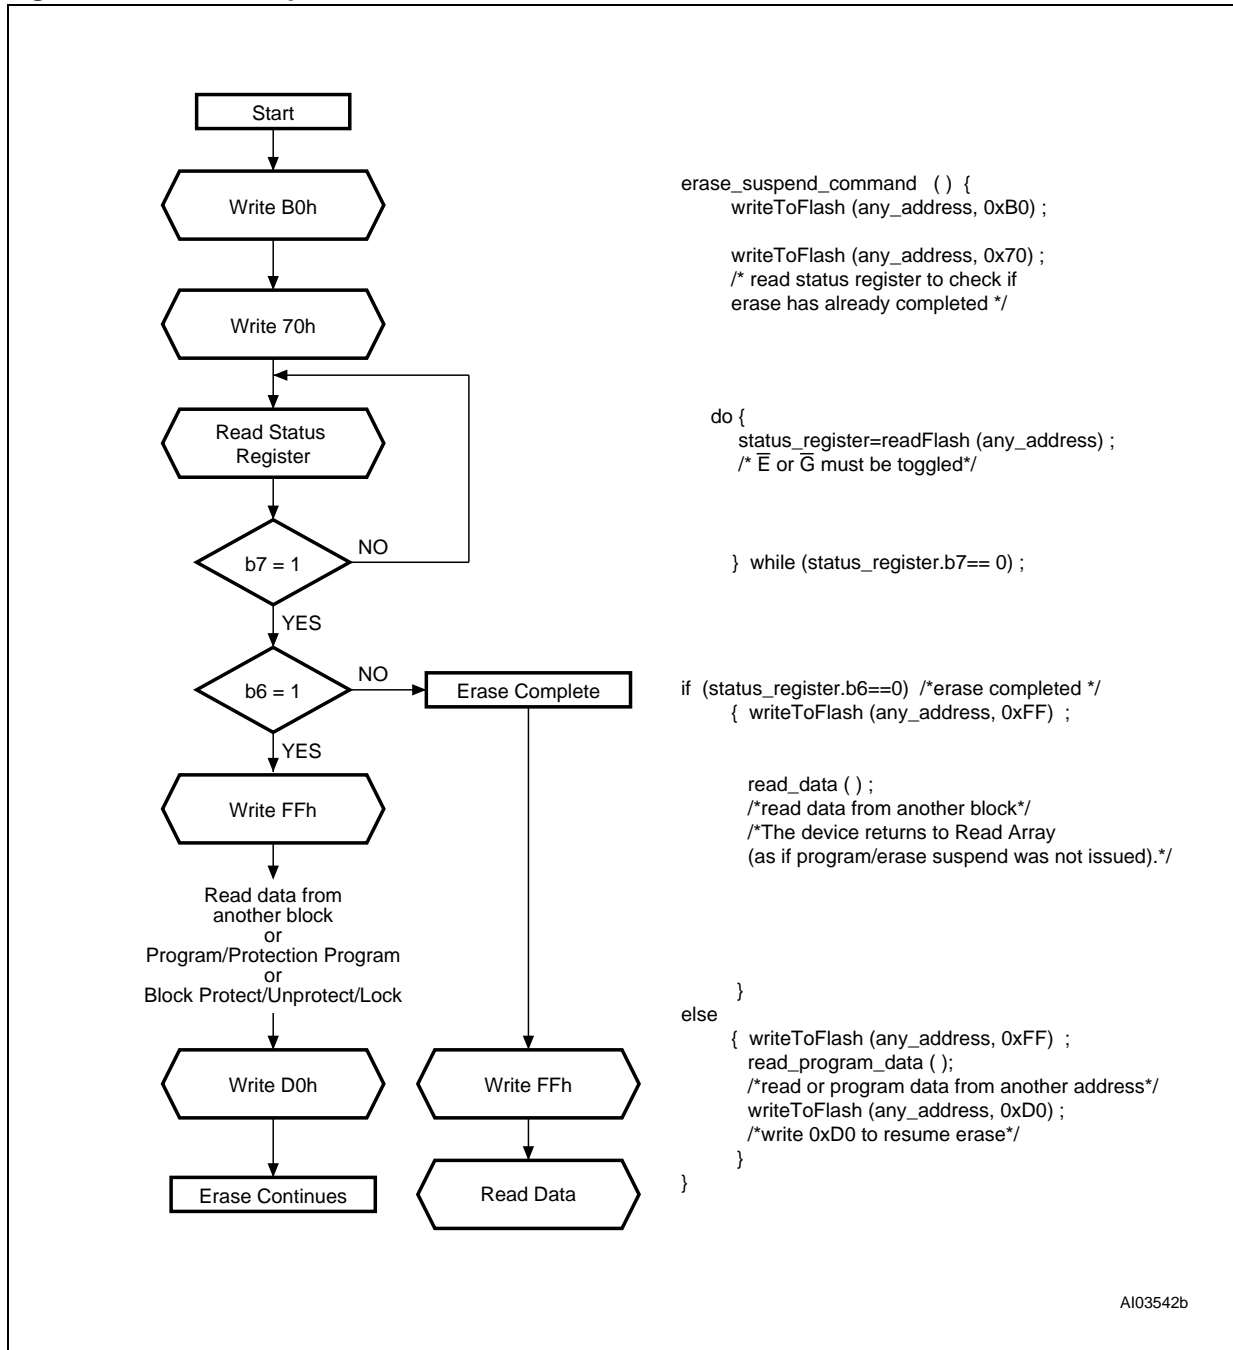 Start
Write B0h
Write 70h
Read Status
Register
b7 = 1
NO
YES
b6 = 1
NO
Erase Complete
YES
Write FFh
Read data from
another block
or
Program/Protection Program
or
Block Protect/Unprotect/Lock
Write D0h
Write FFh
Erase Continues
Read Data
erase_suspend_command ( ) {
writeToFlash (any_address, 0xB0) ;
writeToFlash (any_address, 0x70) ;
/* read status register to check if
erase has already completed */
do {
status_register=readFlash (any_address) ;
/* E̅ or G̅ must be toggled*/
} while (status_register.b7== 0) ;
if (status_register.b6==0) /*erase completed */
{ writeToFlash (any_address, 0xFF) ;
read_data ( ) ;
/*read data from another block*/
/*The device returns to Read Array
(as if program/erase suspend was not issued).*/
}
else
{ writeToFlash (any_address, 0xFF) ;
read_program_data ( );
/*read or program data from another address*/
writeToFlash (any_address, 0xD0) ;
/*write 0xD0 to resume erase*/
}
}
AI03542b